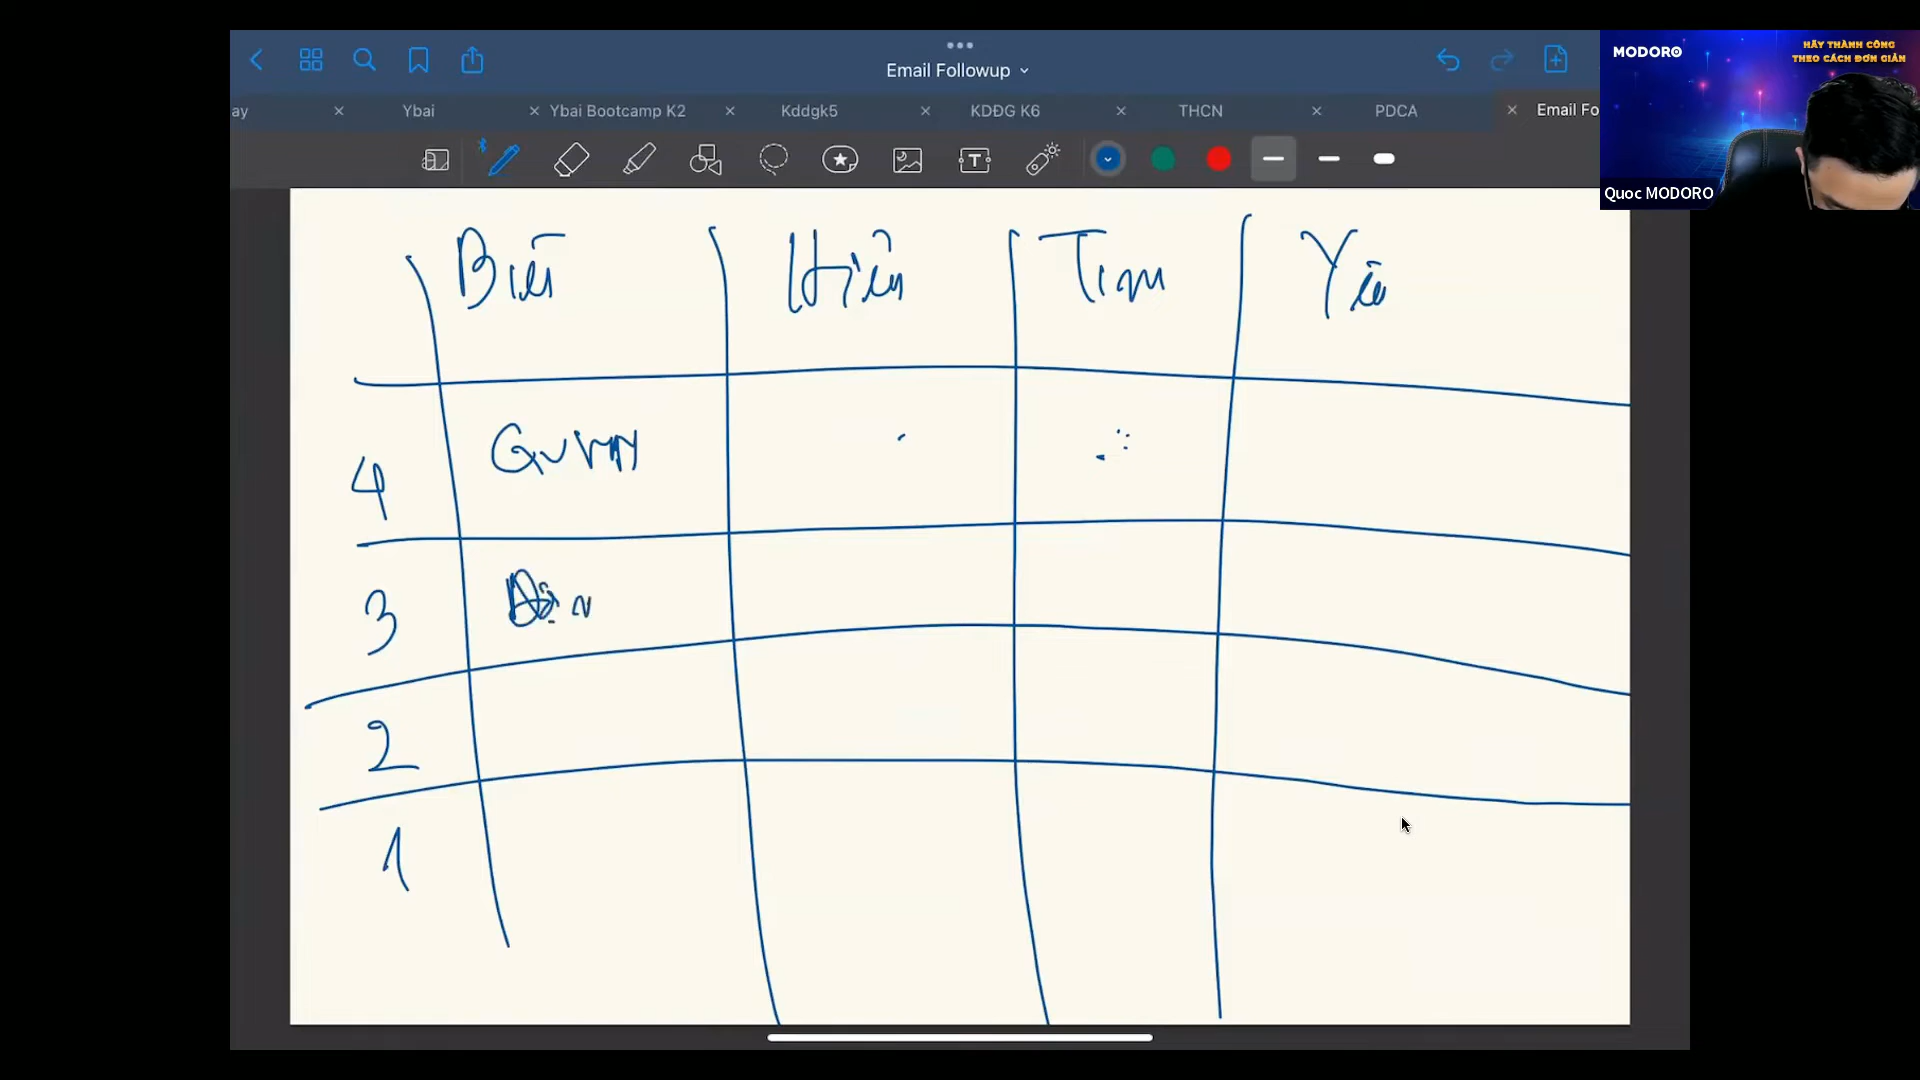 Email Followup
MODORO
HÃY THÀNH CÔNG
THEO CÁCH ĐƠN GIẢN
ay
Ybai
Ybai Bootcamp K2
Kddgk5
KDĐG K6
THCN
PDCA
Email Fo
Quoc MODORO
Biết Hiểu Tin Yêu
4
3
2
1